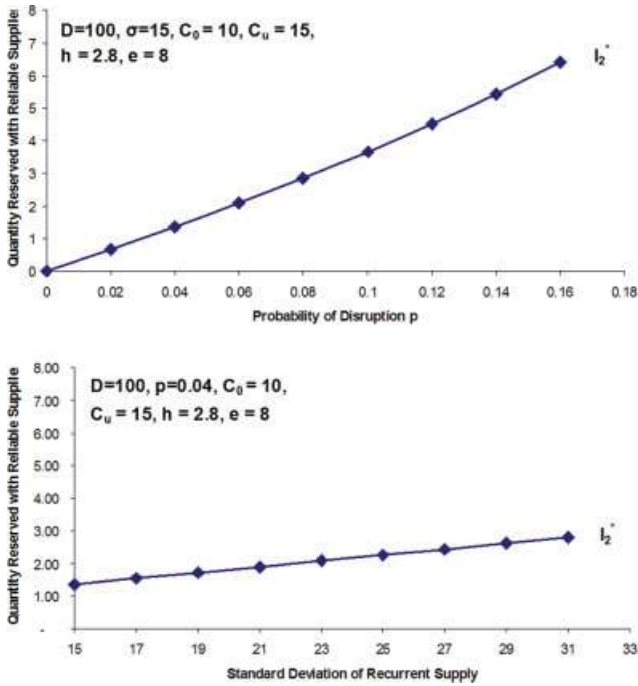 Quantity Reserved with Reliable Supplie
D=100, σ=15, C₀ = 10, Cᵤ = 15,
h = 2.8, e = 8
I₂*
7
6
5
4
3
2
1
0
0 0.02 0.04 0.06 0.08 0.1 0.12 0.14 0.16 0.18
Probability of Disruption p
Quantity Reserved with Reliable Supplie
D=100, p=0.04, C₀ = 10,
Cᵤ = 15, h = 2.8, e = 8
I₂*
8.00
7.00
6.00
5.00
4.00
3.00
2.00
1.00
-
15 17 19 21 23 25 27 29 31 33
Standard Deviation of Recurrent Supply